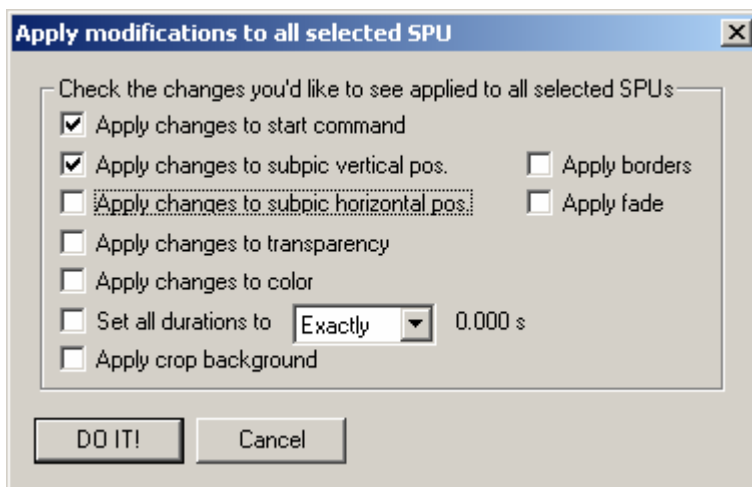 Apply modifications to all selected SPU
Check the changes you'd like to see applied to all selected SPUs
Apply changes to start command
Apply changes to subpic vertical pos.
Apply borders
Apply changes to subpic horizontal pos.
Apply fade
Apply changes to transparency
Apply changes to color
Set all durations to Exactly 0.000 s
Apply crop background
DO IT! Cancel